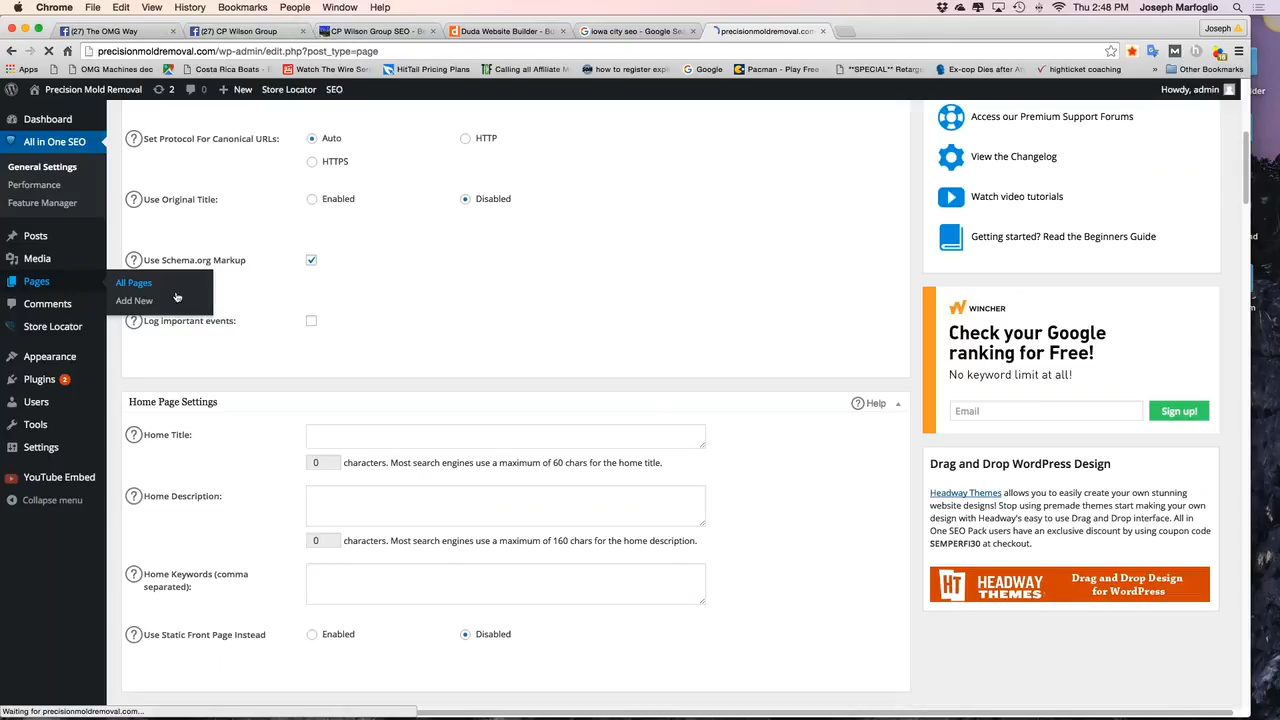 Chrome File Edit View History Bookmarks People Window Help Thu 2:48 PM Joseph Marfoglio
(27) The OMG Way (27) CP Wilson Group CP Wilson Group SEO - B Duda Website Builder - Bu iowa city seo - Google Sea precisionmoldremoval.com/ Joseph
precisionmoldremoval.com/wp-admin/edit.php?post_type=page
Apps OMG Machines dec Costa Rica Boats - Watch The Wire Ser HitTail Pricing Plans Calling all Affiliate M how to register exp Google Pacman - Play Free **SPECIAL** Retarg Ex-cop Dies after A highticket coaching » Other Bookmarks
Precision Mold Removal 2 0 New Store Locator SEO Howdy, admin
Dashboard
All in One SEO
General Settings
Performance
Feature Manager
Posts
Media
Pages
All Pages
Add New
Comments
Store Locator
Appearance
Plugins 2
Users
Tools
Settings
YouTube Embed
Collapse menu
Set Protocol For Canonical URLs: Auto HTTP
HTTPS
Use Original Title: Enabled Disabled
Use Schema.org Markup
Log important events:
Home Page Settings Help
Home Title:
0 characters. Most search engines use a maximum of 60 chars for the home title.
Home Description:
0 characters. Most search engines use a maximum of 160 chars for the home description.
Home Keywords (comma
separated):
Use Static Front Page Instead Enabled Disabled
Access our Premium Support Forums
View the Changelog
Watch video tutorials
Getting started? Read the Beginners Guide
WINCHER
Check your Google
ranking for Free!
No keyword limit at all!
Email Sign up!
Drag and Drop WordPress Design
Headway Themes allows you to easily create your own stunning
website designs! Stop using premade themes start making your own
design with Headway's easy to use Drag and Drop interface. All in
One SEO Pack users have an exclusive discount by using coupon code
SEMPERFI30 at checkout.
HT HEADWAY
THEMES
Drag and Drop Design
for WordPress
Waiting for precisionmoldremoval.com...